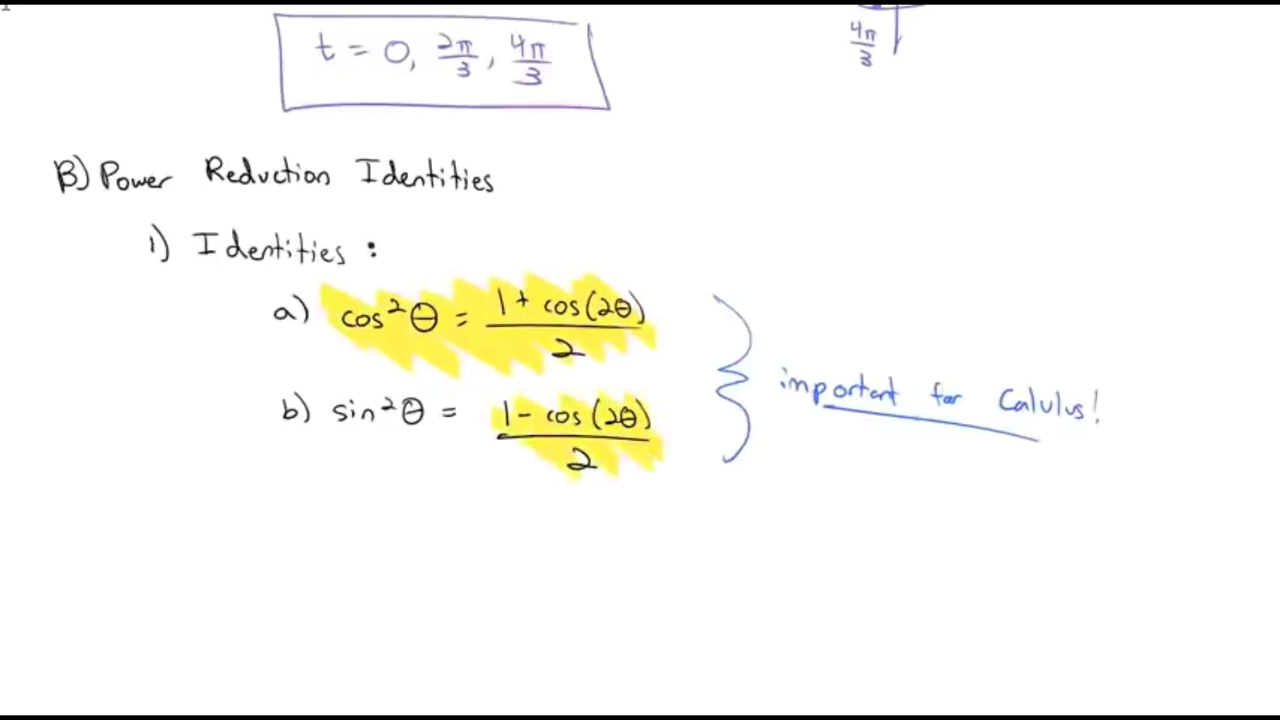 t = 0, 2π/3, 4π/3
4π/3
B) Power Reduction Identities
1) Identities :
a) cos²θ = (1 + cos(2θ))/2
b) sin²θ = (1 - cos(2θ))/2
important for Calulus!